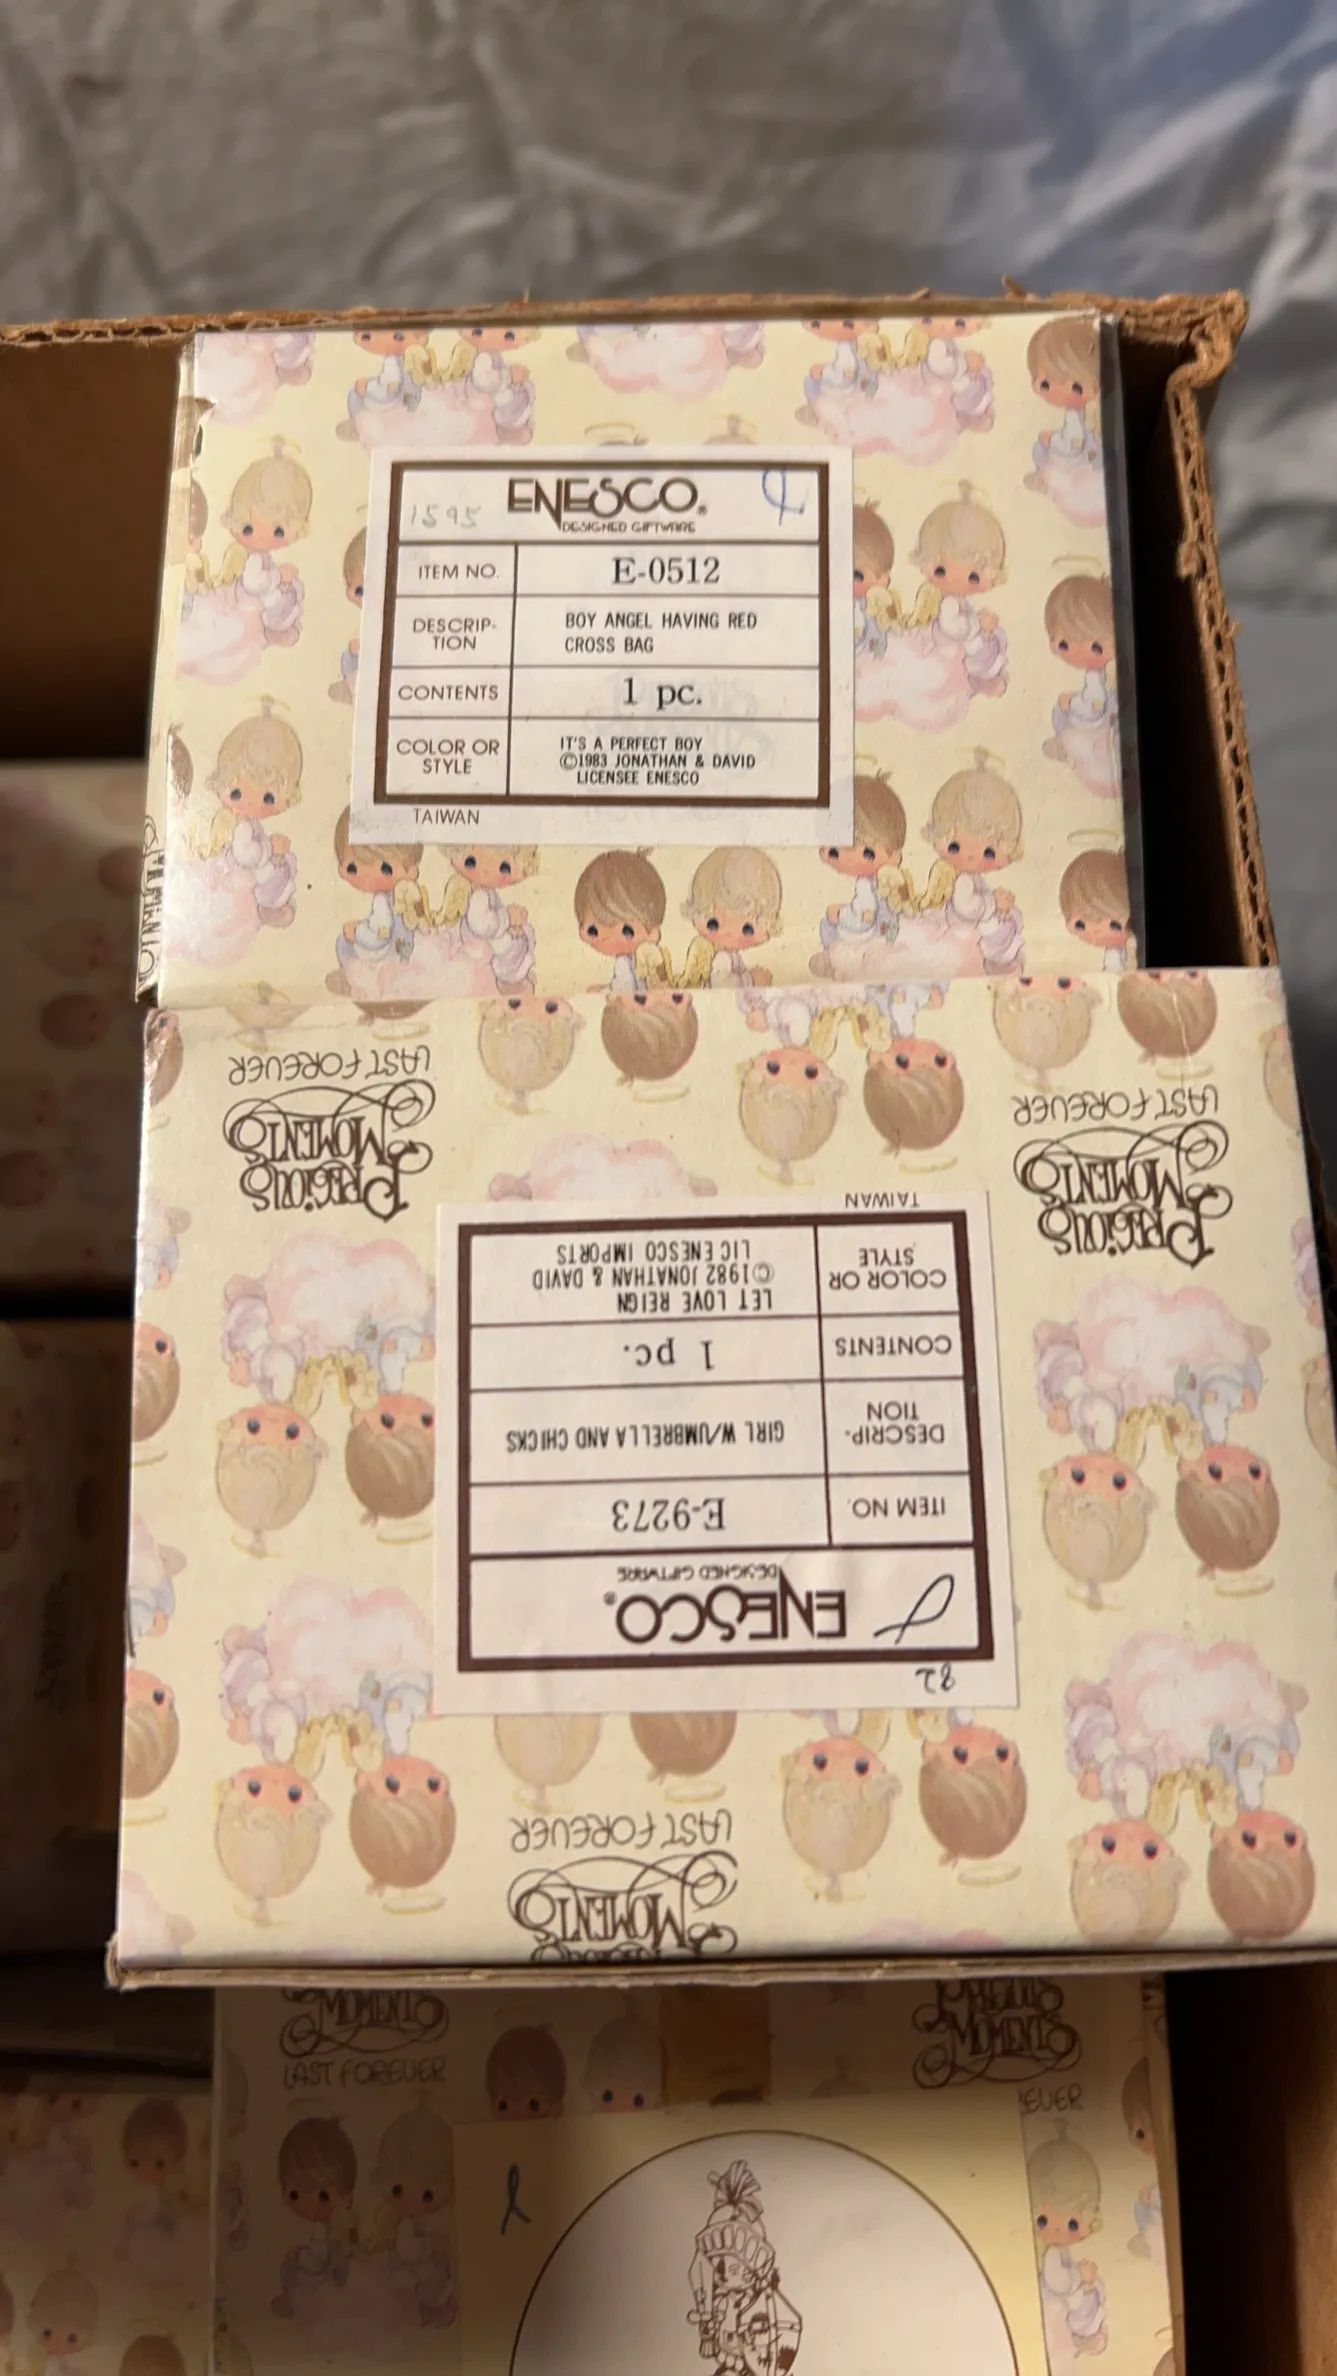 1595
ENESCO®
DESIGNED GIFTWARE
ITEM NO.
E-0512
DESCRIP-
TION
BOY ANGEL HAVING RED
CROSS BAG
CONTENTS
1 pc.
COLOR OR
STYLE
IT'S A PERFECT BOY
©1983 JONATHAN & DAVID
LICENSEE ENESCO
TAIWAN
PRECIOUS
MOMENTS
LAST FOREVER
PRECIOUS
MOMENTS
LAST FOREVER
82
ENESCO®
DESIGNED GIFTWARE
ITEM NO.
E-9273
DESCRIP-
TION
GIRL W/UMBRELLA AND CHICKS
CONTENTS
1 pc.
COLOR OR
STYLE
LET LOVE REIGN
©1982 JONATHAN & DAVID
LIC ENESCO IMPORTS
TAIWAN
MOMENTS
LAST FOREVER
MOMENTS
LAST FOREVER
PRECIOUS
MOMENTS
EVER